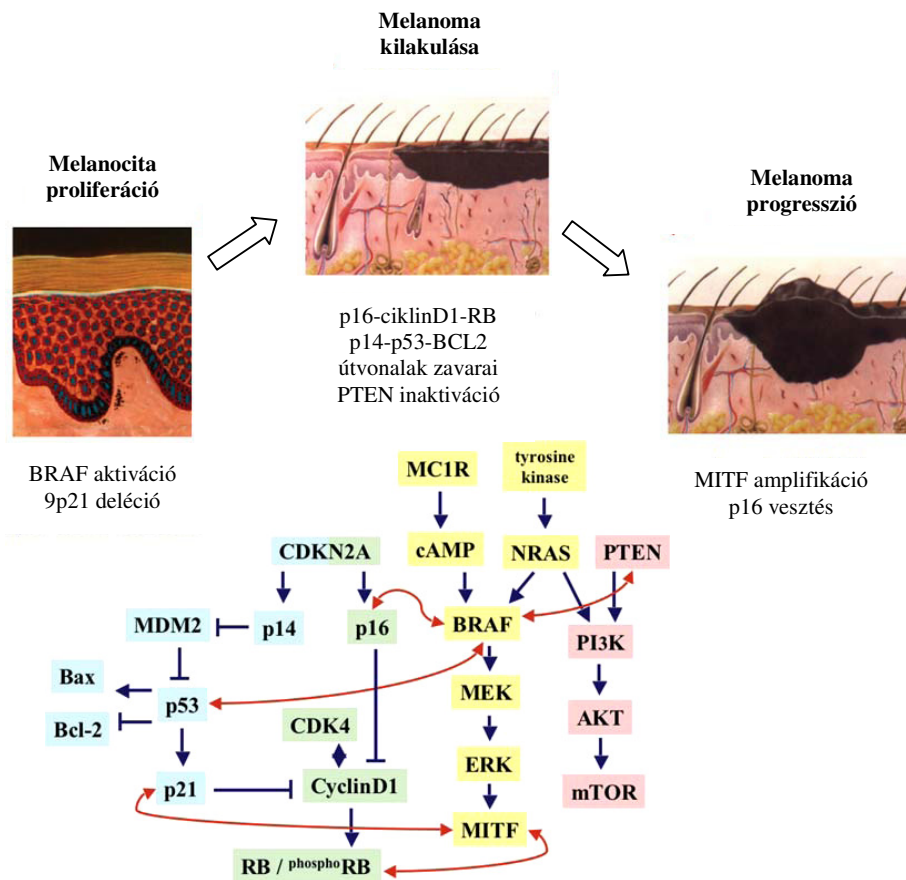 Melanoma
kilakulása
Melanocita
proliferáció
Melanoma
progresszió
p16-ciklinD1-RB
p14-p53-BCL2
útvonalak zavarai
PTEN inaktiváció
BRAF aktiváció
9p21 deléció
MITF amplifikáció
p16 vesztés
MC1R
tyrosine
kinase
CDKN2A
cAMP
NRAS
PTEN
MDM2
p14
p16
BRAF
PI3K
Bax
p53
MEK
Bcl-2
CDK4
AKT
p21
CyclinD1
ERK
mTOR
MITF
RB / phosphoRB